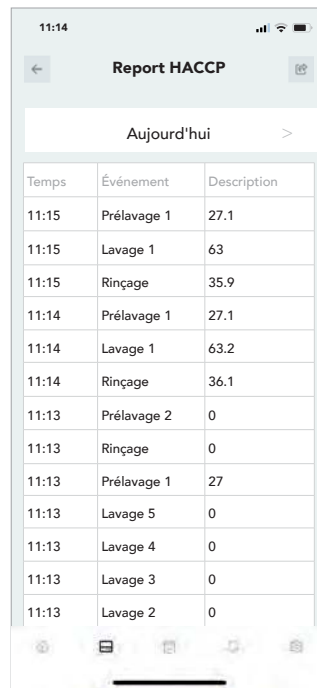 11:14
Report HACCP
Aujourd'hui >
Temps Événement Description
11:15 Prélavage 1 27.1
11:15 Lavage 1 63
11:15 Rinçage 35.9
11:14 Prélavage 1 27.1
11:14 Lavage 1 63.2
11:14 Rinçage 36.1
11:13 Prélavage 2 0
11:13 Rinçage 0
11:13 Prélavage 1 27
11:13 Lavage 5 0
11:13 Lavage 4 0
11:13 Lavage 3 0
11:13 Lavage 2 0